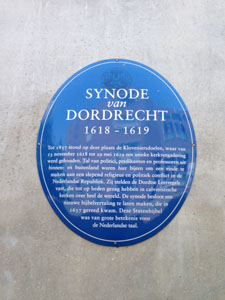 SYNODE
van
DORDRECHT
1618 - 1619
Tot 1857 stond op deze plaats de Kloveniersdoelen, waar van
13 november 1618 tot 29 mei 1619 een unieke kerkvergadering
werd gehouden. Tal van politici, predikanten en professoren uit
binnen- en buitenland waren hier bijeen om een einde te
maken aan een slepend religieus en politiek conflict in de
Nederlandse Republiek. Zij stelden de Dordtse Leerregels
vast, die tot op heden gezag hebben in calvinistische
kerken over heel de wereld. De synode besloot een
nieuwe bijbelvertaling te laten maken, die in
1637 gereed kwam. Deze Statenbijbel
was van grote betekenis voor
de Nederlandse taal.